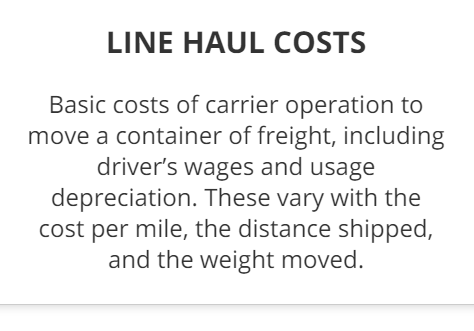 LINE HAUL COSTS
Basic costs of carrier operation to
move a container of freight, including
driver’s wages and usage
depreciation. These vary with the
cost per mile, the distance shipped,
and the weight moved.